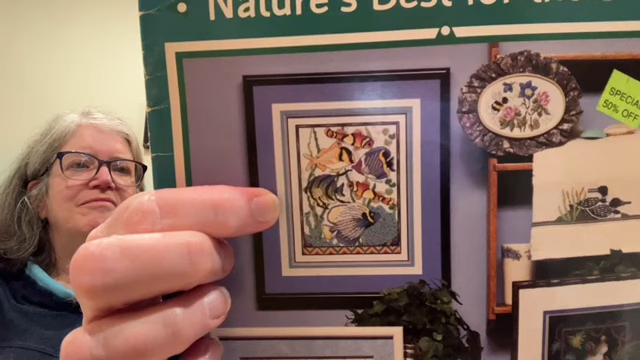 • Nature's Best for the
SPECIAL
50% OFF